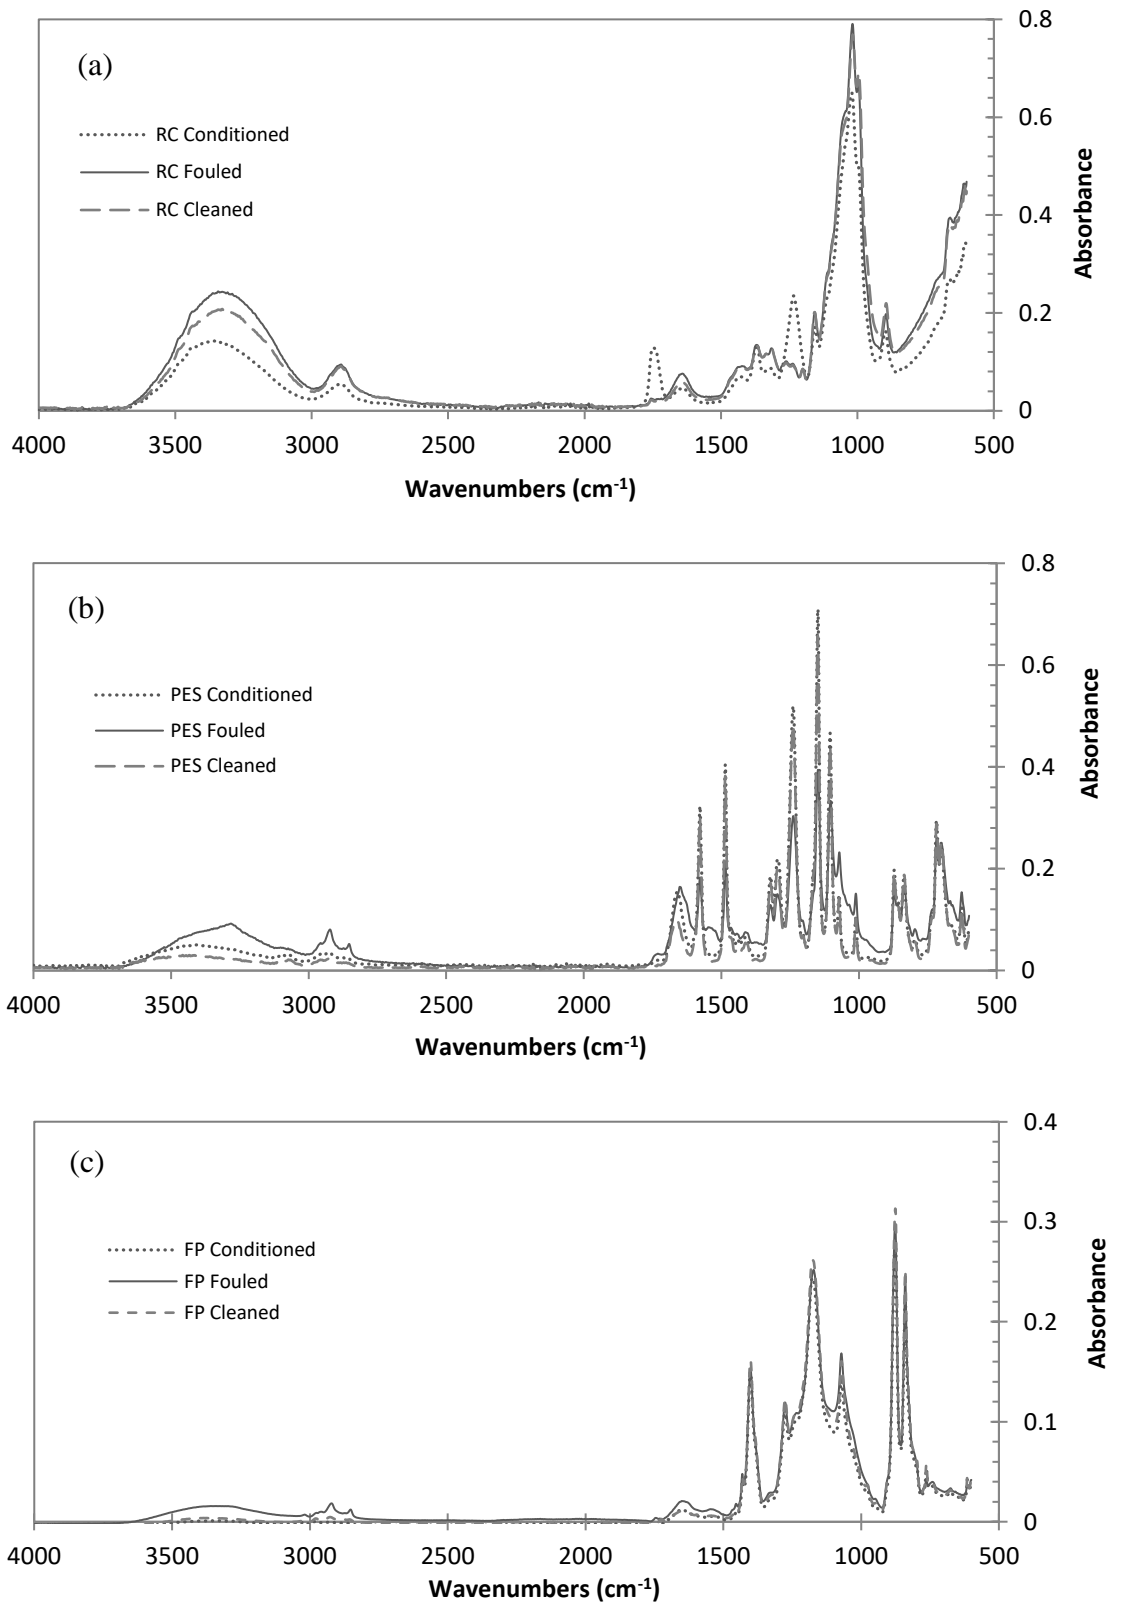 (a)
RC Conditioned
RC Fouled
RC Cleaned
0.8
0.6
0.4
0.2
0
Absorbance
4000 3500 3000 2500 2000 1500 1000 500
Wavenumbers (cm-1)
(b)
PES Conditioned
PES Fouled
PES Cleaned
0.8
0.6
0.4
0.2
0
Absorbance
4000 3500 3000 2500 2000 1500 1000 500
Wavenumbers (cm-1)
(c)
FP Conditioned
FP Fouled
FP Cleaned
0.4
0.3
0.2
0.1
0
Absorbance
4000 3500 3000 2500 2000 1500 1000 500
Wavenumbers (cm-1)